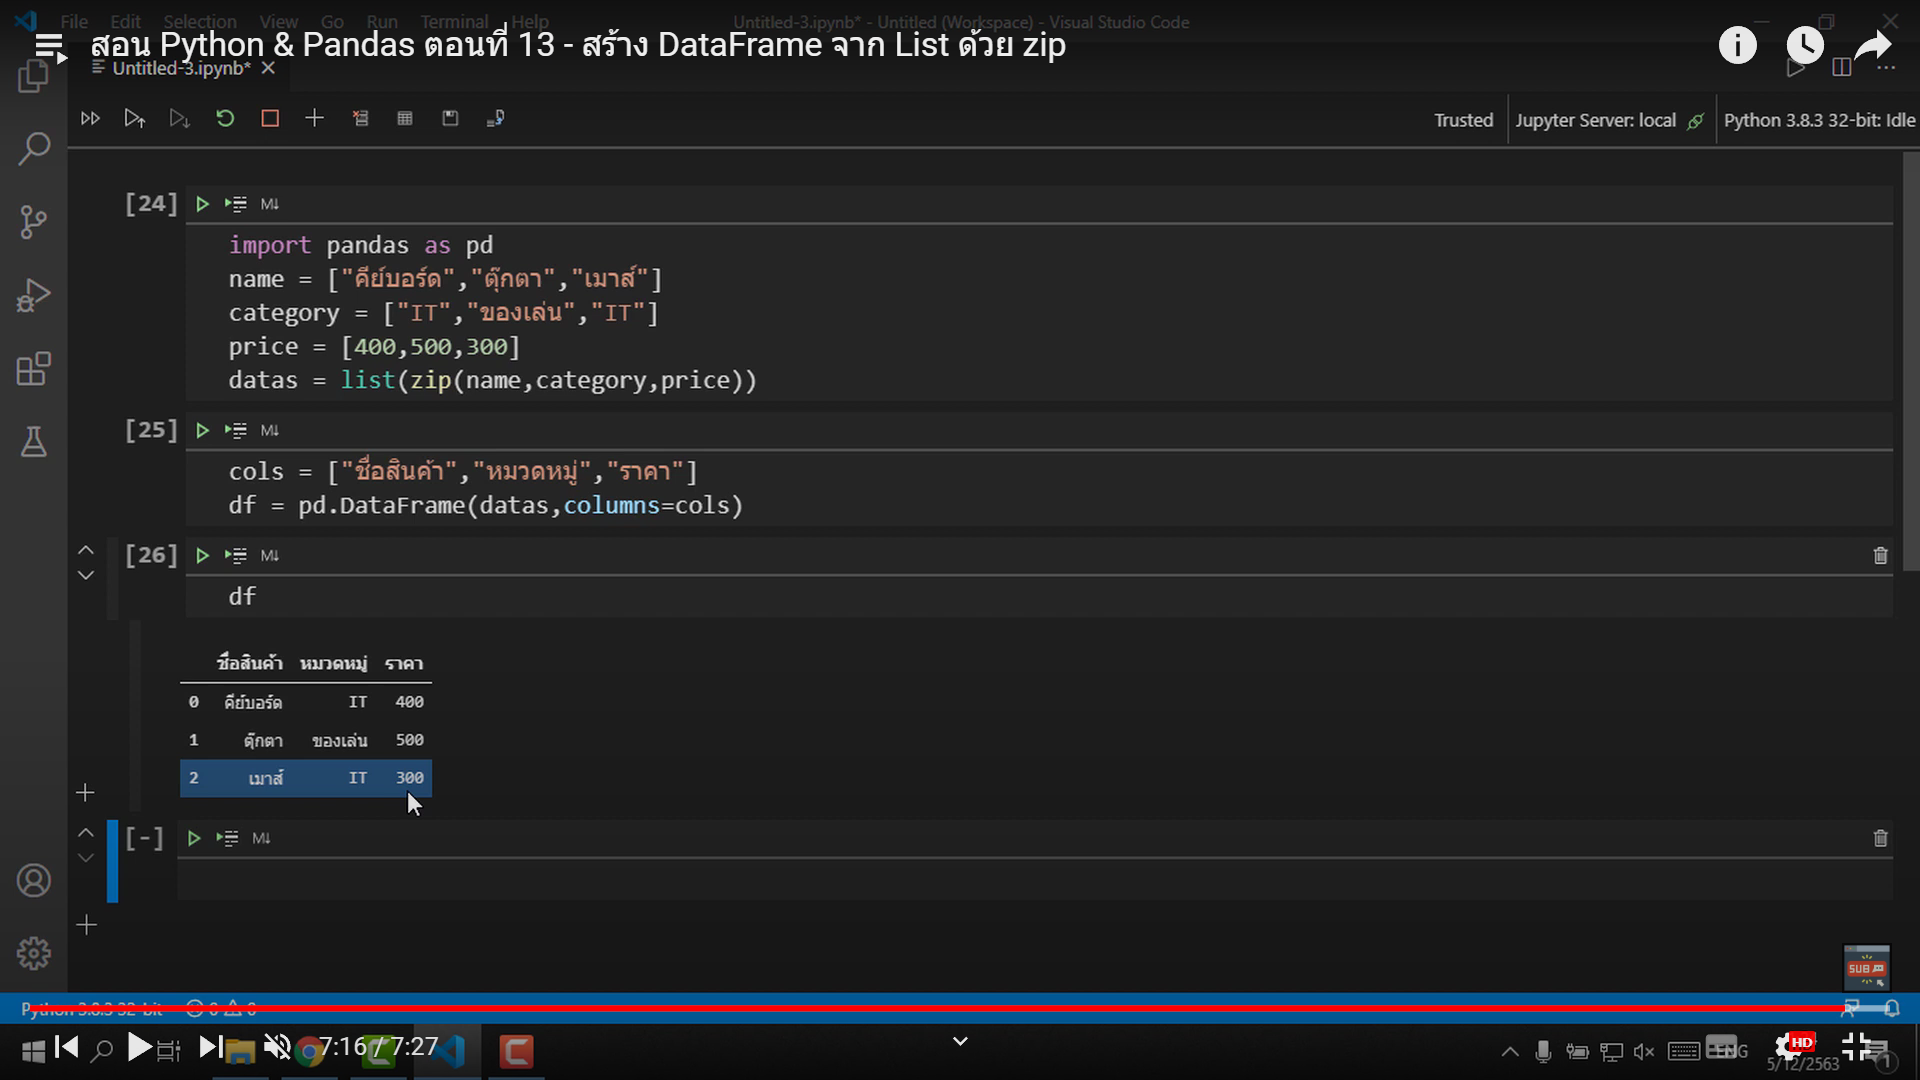 File Edit Selection View Go Run Terminal Help Untitled-3.ipynb* - Untitled (Workspace) - Visual Studio Code
สอน Python & Pandas ตอนที่ 13 - สร้าง DataFrame จาก List ด้วย zip
Untitled-3.ipynb*
Trusted Jupyter Server: local Python 3.8.3 32-bit: Idle
[24] M↓
import pandas as pd
name = ["คีย์บอร์ด","ตุ๊กตา","เมาส์"]
category = ["IT","ของเล่น","IT"]
price = [400,500,300]
datas = list(zip(name,category,price))
[25] M↓
cols = ["ชื่อสินค้า","หมวดหมู่","ราคา"]
df = pd.DataFrame(datas,columns=cols)
[26] M↓
df
ชื่อสินค้า หมวดหมู่ ราคา
0 คีย์บอร์ด IT 400
1 ตุ๊กตา ของเล่น 500
2 เมาส์ IT 300
[-] M↓
SUB
Python 3.8.3 32-bit 0 0
7:16 / 7:27 ENG HD
5/12/2563 1